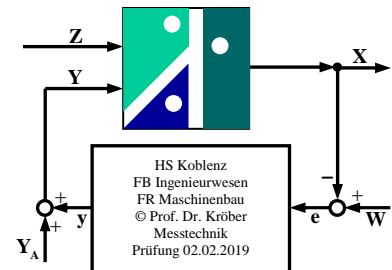 Z
X
Y
HS Koblenz
FB Ingenieurwesen
FR Maschinenbau
© Prof. Dr. Kröber
Messtechnik
Prüfung 02.02.2019
−
+
+
y
e
+
W
Y_A